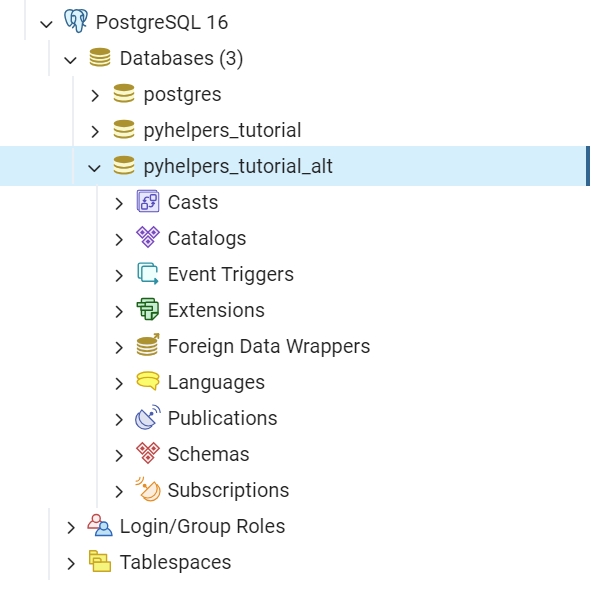 PostgreSQL 16
Databases (3)
postgres
pyhelpers_tutorial
pyhelpers_tutorial_alt
Casts
Catalogs
Event Triggers
Extensions
Foreign Data Wrappers
Languages
Publications
Schemas
Subscriptions
Login/Group Roles
Tablespaces